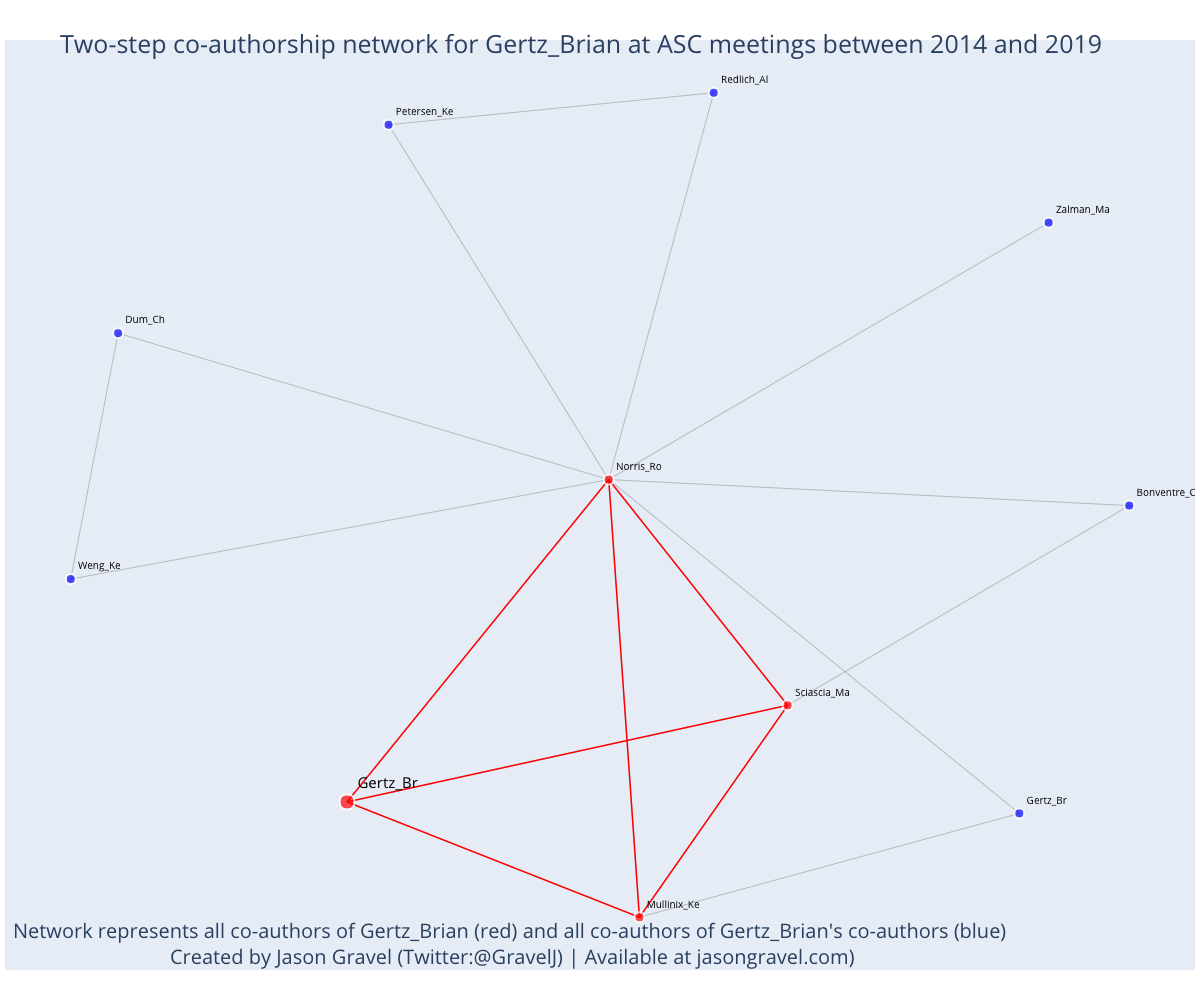 Two-step co-authorship network for Gertz_Brian at ASC meetings between 2014 and 2019
Redlich_Al
Petersen_Ke
Zalman_Ma
Dum_Ch
Norris_Ro
Bonventre_C
Weng_Ke
Sciascia_Ma
Gertz_Br
Gertz_Br
Mullinix_Ke
Network represents all co-authors of Gertz_Brian (red) and all co-authors of Gertz_Brian's co-authors (blue)
Created by Jason Gravel (Twitter:@GravelJ) | Available at jasongravel.com)